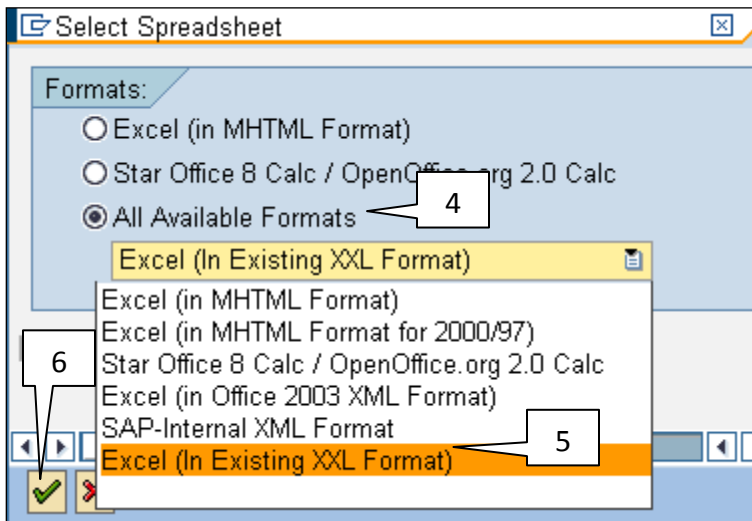 Select Spreadsheet
Formats:
Excel (in MHTML Format)
Star Office 8 Calc / OpenOffice.org 2.0 Calc
All Available Formats
4
Excel (In Existing XXL Format)
Excel (in MHTML Format)
Excel (in MHTML Format for 2000/97)
Star Office 8 Calc / OpenOffice.org 2.0 Calc
6
Excel (in Office 2003 XML Format)
SAP-Internal XML Format
Excel (In Existing XXL Format)
5